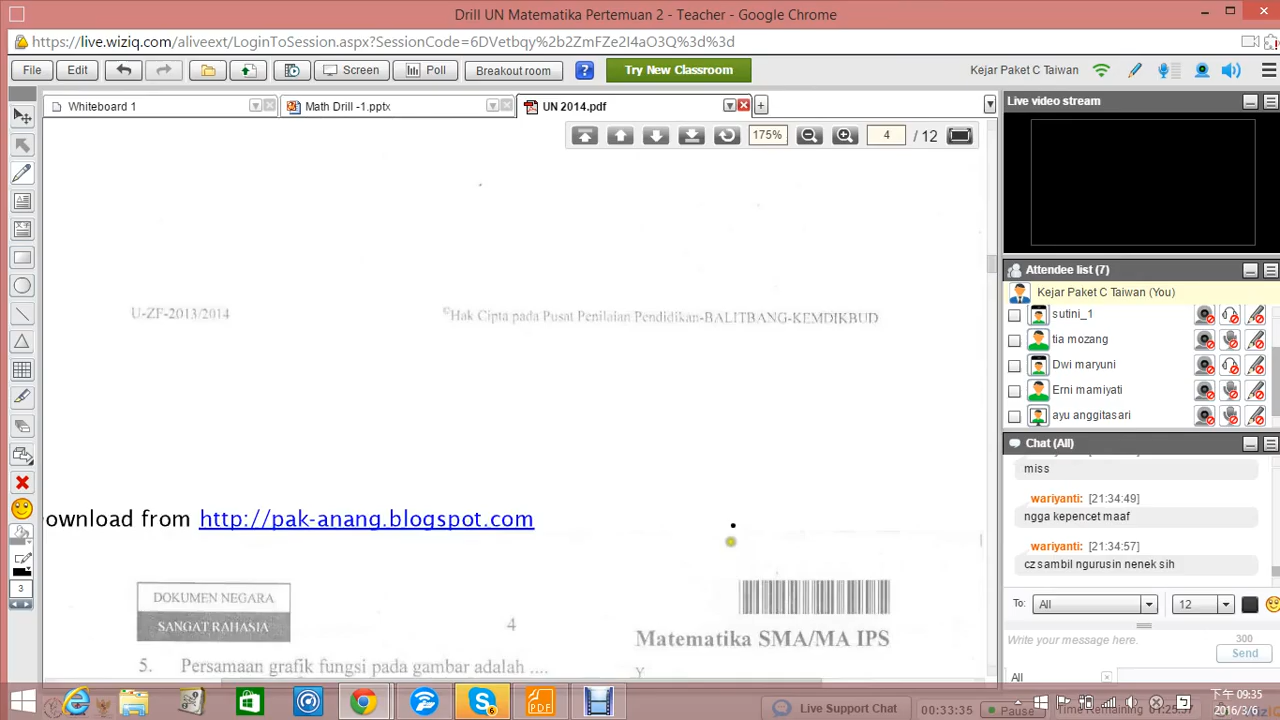 Drill UN Matematika Pertemuan 2 - Teacher - Google Chrome
https://live.wiziq.com/aliveext/LoginToSession.aspx?SessionCode=6DVetbqy%2b2ZmFZe2I4aO3Q%3d%3d
File Edit Screen Poll Breakout room ? Try New Classroom Kejar Paket C Taiwan
Whiteboard 1 Math Drill -1.pptx UN 2014.pdf
175% 4 / 12
U-ZF-2013/2014 ©Hak Cipta pada Pusat Penilaian Pendidikan-BALITBANG-KEMDIKBUD
ownload from http://pak-anang.blogspot.com
DOKUMEN NEGARA
SANGAT RAHASIA
4
Matematika SMA/MA IPS
5. Persamaan grafik fungsi pada gambar adalah ....
Y
3
Live video stream
Attendee list (7)
Kejar Paket C Taiwan (You)
sutini_1
tia mozang
Dwi maryuni
Erni mamiyati
ayu anggitasari
Chat (All)
miss
wariyanti: [21:34:49]
ngga kepencet maaf
wariyanti: [21:34:57]
cz sambil ngurusin nenek sih
To: All 12
Write your message here. 300
Send
All
Live Support Chat 00:33:35 Pause Time Remaining
下午 09:35
2016/3/6